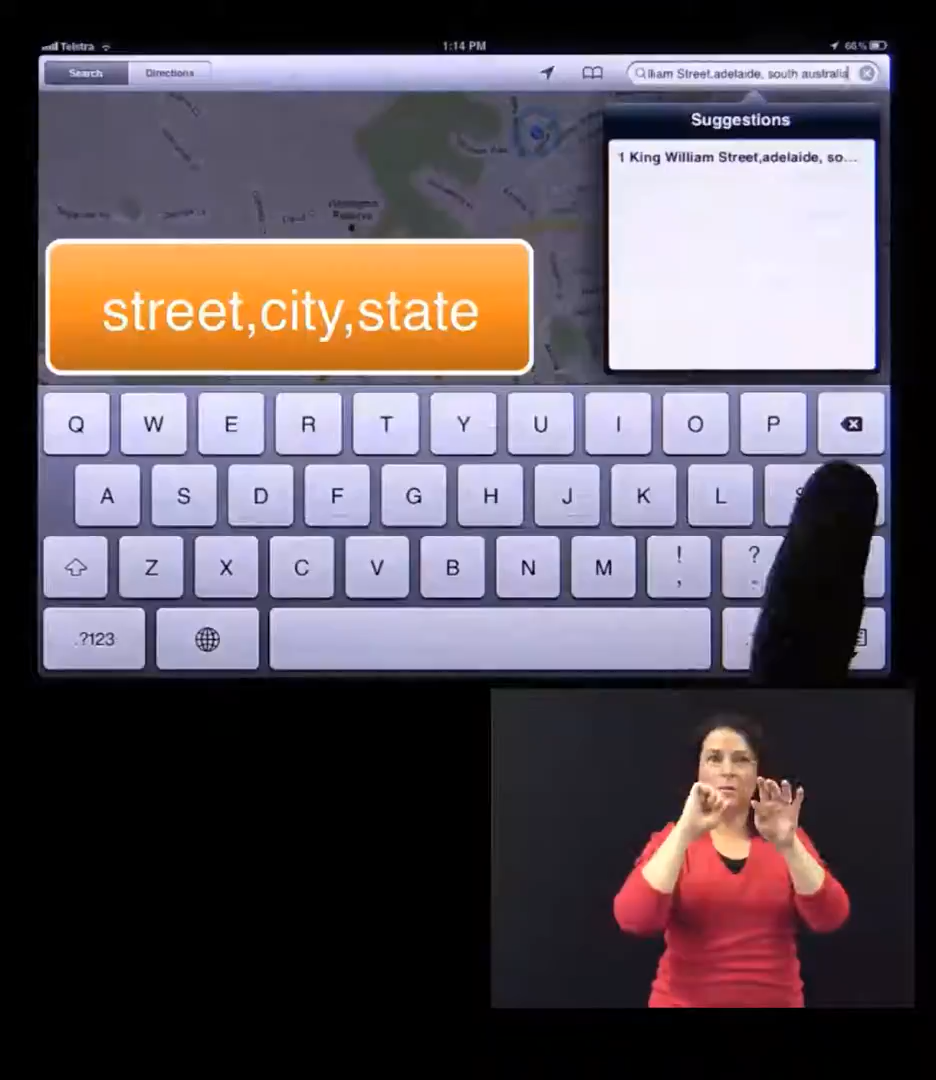 Telstra
1:14 PM
66%
Search
Directions
lliam Street,adelaide, south australia
Suggestions
1 King William Street,adelaide, so...
street,city,state
Q W E R T Y U I O P
A S D F G H J K L
Z X C V B N M ! , ?
.?123